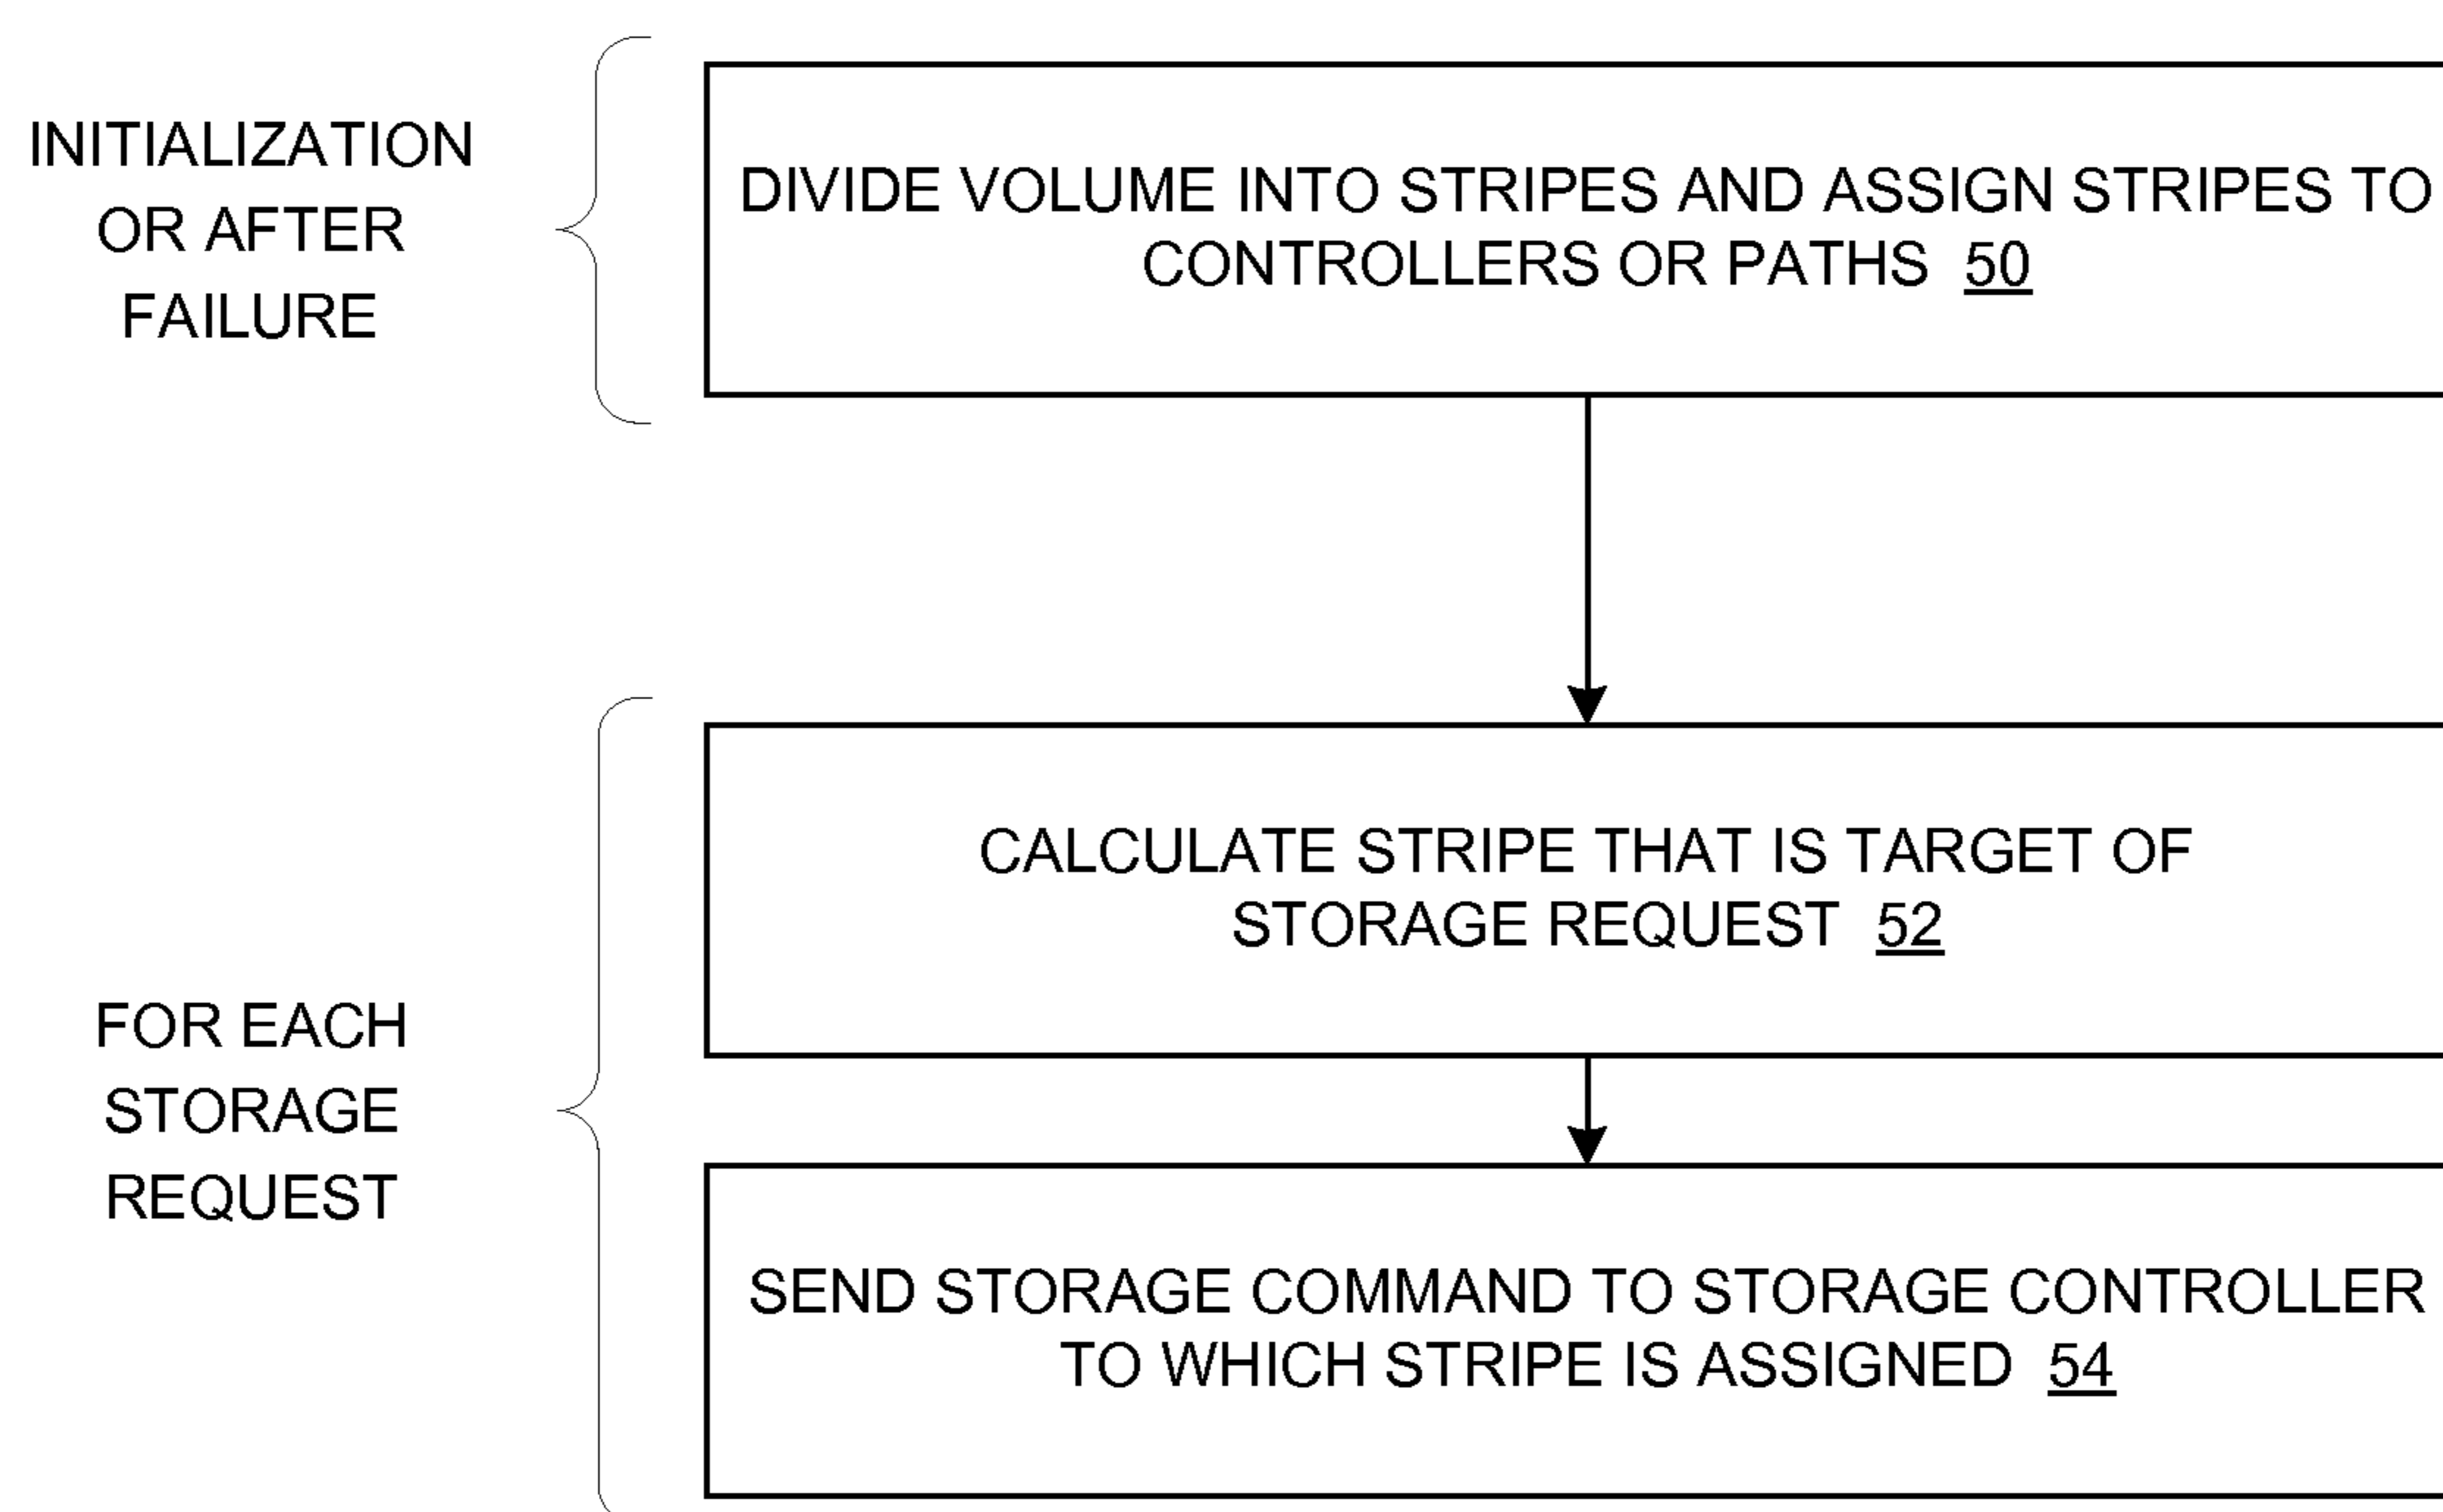 INITIALIZATION
OR AFTER
FAILURE
DIVIDE VOLUME INTO STRIPES AND ASSIGN STRIPES TO
CONTROLLERS OR PATHS 50
CALCULATE STRIPE THAT IS TARGET OF
STORAGE REQUEST 52
FOR EACH
STORAGE
REQUEST
SEND STORAGE COMMAND TO STORAGE CONTROLLER
TO WHICH STRIPE IS ASSIGNED 54